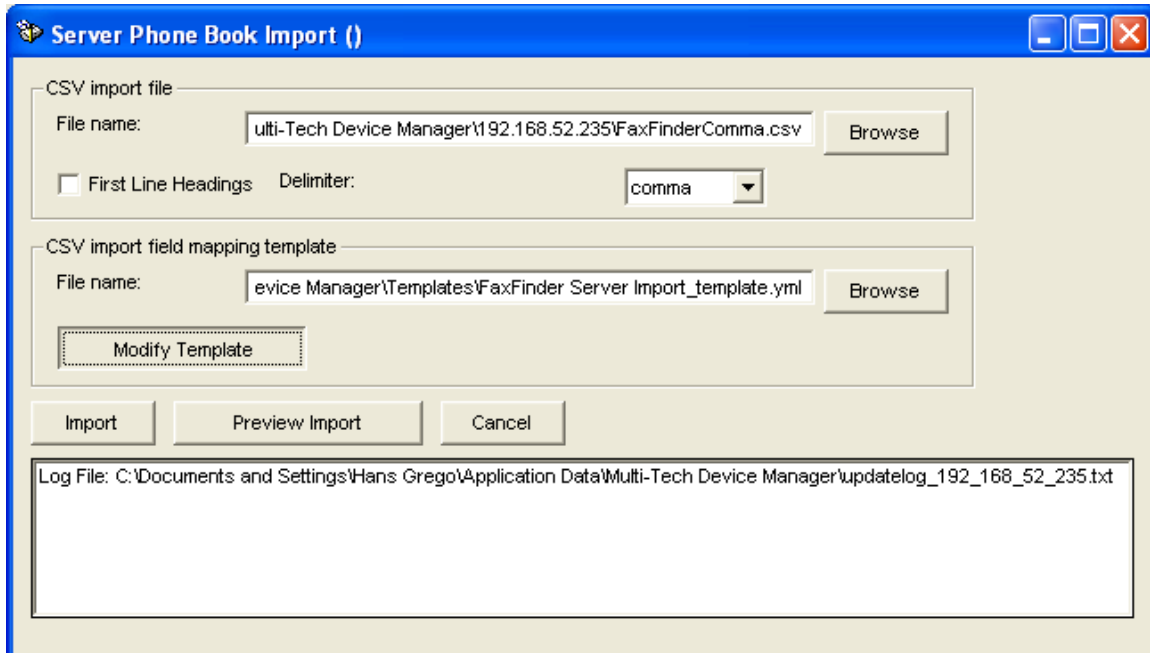 Server Phone Book Import ()
CSV import file
File name:
ulti-Tech Device Manager\192.168.52.235\FaxFinderComma.csv
Browse
First Line Headings
Delimiter:
comma
CSV import field mapping template
File name:
evice Manager\Templates\FaxFinder Server Import_template.yml
Browse
Modify Template
Import
Preview Import
Cancel
Log File: C:\Documents and Settings\Hans Grego\Application Data\Multi-Tech Device Manager\updatelog_192_168_52_235.txt